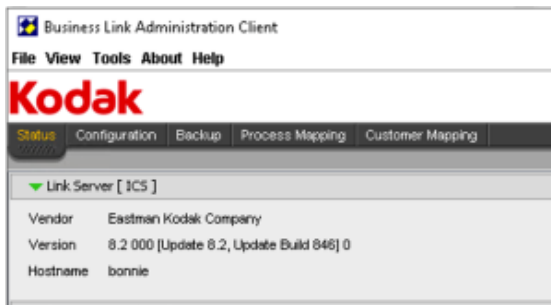 Business Link Administration Client
File View Tools About Help
Kodak
Status Configuration Backup Process Mapping Customer Mapping
Link Server [ ICS ]
Vendor Eastman Kodak Company
Version 8.2 000 [Update 8.2, Update Build 846] 0
Hostname bonnie